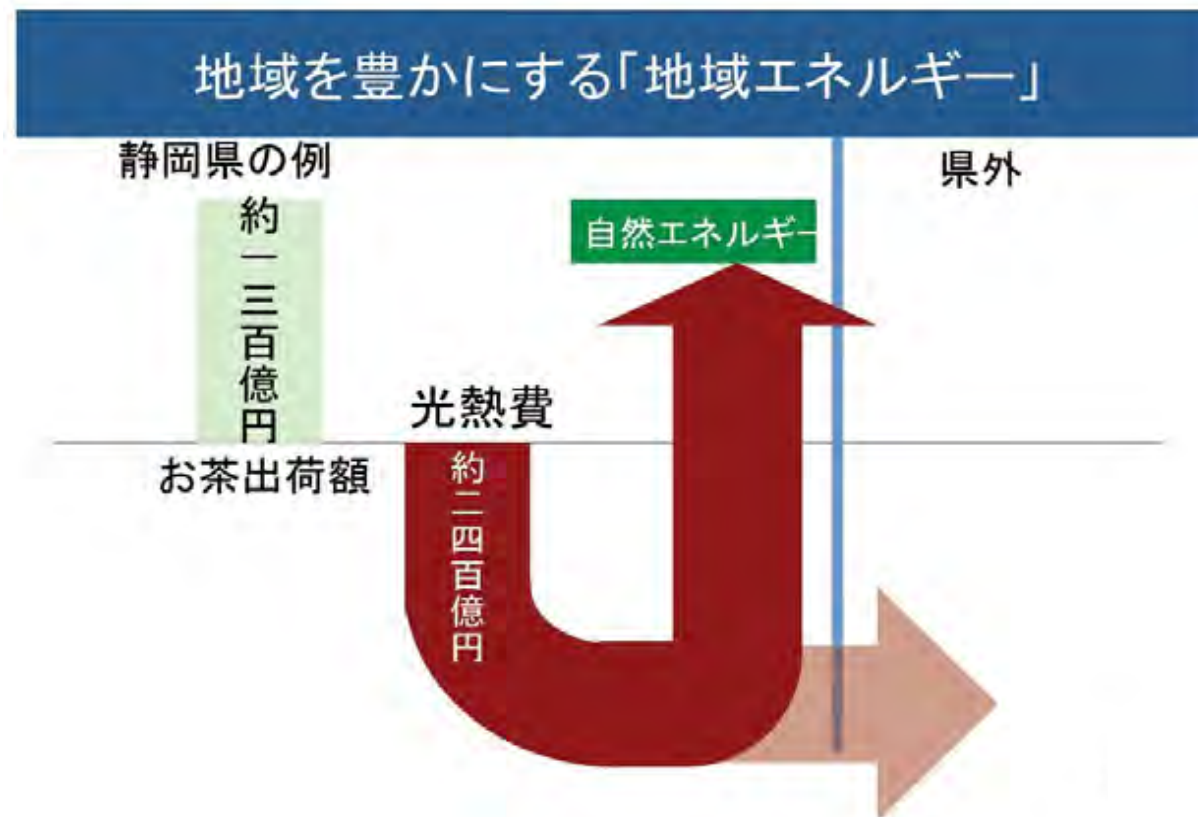 地域を豊かにする「地域エネルギー」
静岡県の例
県外
約一三百億円
自然エネルギー
光熱費
お茶出荷額
約二四百億円